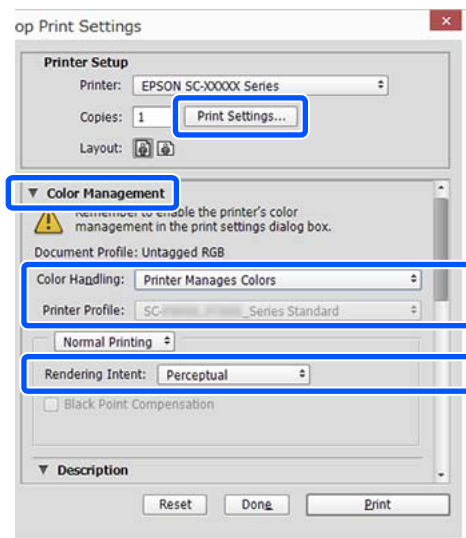 op Print Settings
Printer Setup
Printer: EPSON SC-XXXXX Series
Copies: 1 Print Settings...
Layout:
Color Management
Remember to enable the printer's color
management in the print settings dialog box.
Document Profile: Untagged RGB
Color Handling: Printer Manages Colors
Printer Profile: SC- _Series Standard
Normal Printing
Rendering Intent: Perceptual
Black Point Compensation
Description
Reset Done Print